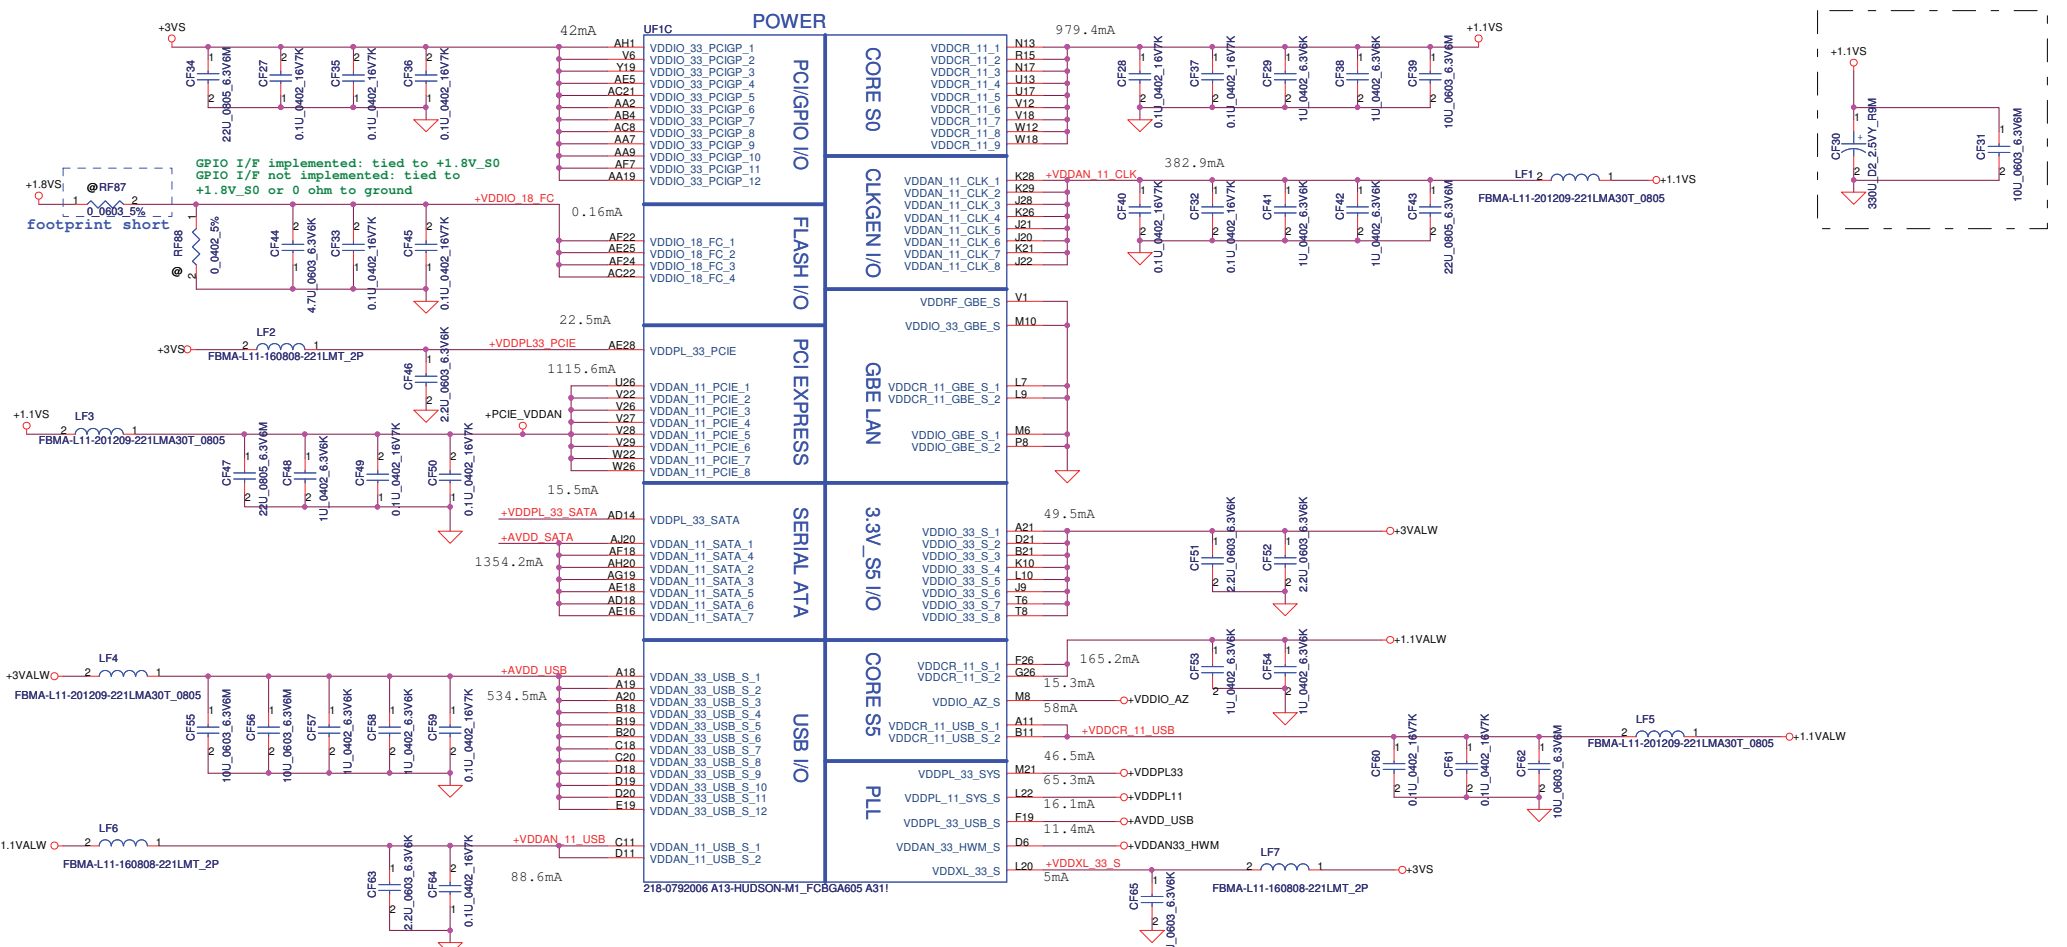 POWER
UF1C
+3VS
42mA
CF34
22U_0805_6.3V6M
CF27
0.1U_0402_16V7K
CF35
0.1U_0402_16V7K
CF36
0.1U_0402_16V7K
AH1 VDDIO_33_PCIGP_1
V6 VDDIO_33_PCIGP_2
Y19 VDDIO_33_PCIGP_3
AE5 VDDIO_33_PCIGP_4
AC21 VDDIO_33_PCIGP_5
AA2 VDDIO_33_PCIGP_6
AB4 VDDIO_33_PCIGP_7
AC8 VDDIO_33_PCIGP_8
AA7 VDDIO_33_PCIGP_9
AA9 VDDIO_33_PCIGP_10
AF7 VDDIO_33_PCIGP_11
AA19 VDDIO_33_PCIGP_12
PCI/GPIO I/O
GPIO I/F implemented: tied to +1.8V_S0
GPIO I/F not implemented: tied to
+1.8V_S0 or 0 ohm to ground
+1.8VS
@RF87
1 2
0_0603_5%
footprint short
RF88
@
0_0402_5%
CF44
4.7U_0603_6.3V6K
CF33
0.1U_0402_16V7K
CF45
0.1U_0402_16V7K
+VDDIO_18_FC
0.16mA
AF22 VDDIO_18_FC_1
AE25 VDDIO_18_FC_2
AF24 VDDIO_18_FC_3
AC22 VDDIO_18_FC_4
FLASH I/O
22.5mA
+3VS
LF2
2 1
FBMA-L11-160808-221LMT_2P
CF46
2.2U_0603_6.3V6K
+VDDPL33_PCIE
AE28 VDDPL_33_PCIE
1115.6mA
U26 VDDAN_11_PCIE_1
V22 VDDAN_11_PCIE_2
V26 VDDAN_11_PCIE_3
V27 VDDAN_11_PCIE_4
V28 VDDAN_11_PCIE_5
V29 VDDAN_11_PCIE_6
W22 VDDAN_11_PCIE_7
W26 VDDAN_11_PCIE_8
PCI EXPRESS
+1.1VS
LF3
2 1
FBMA-L11-201209-221LMA30T_0805
+PCIE_VDDAN
CF47
22U_0805_6.3V6M
CF48
1U_0402_6.3V6K
CF49
0.1U_0402_16V7K
CF50
0.1U_0402_16V7K
15.5mA
+VDDPL_33_SATA
AD14 VDDPL_33_SATA
+AVDD_SATA
1354.2mA
AJ20 VDDAN_11_SATA_1
AF18 VDDAN_11_SATA_4
AH20 VDDAN_11_SATA_2
AG19 VDDAN_11_SATA_3
AE18 VDDAN_11_SATA_5
AD18 VDDAN_11_SATA_6
AE16 VDDAN_11_SATA_7
SERIAL ATA
+3VALW
LF4
2 1
FBMA-L11-201209-221LMA30T_0805
CF55
10U_0603_6.3V6M
CF56
10U_0603_6.3V6M
CF57
1U_0402_6.3V6K
CF58
1U_0402_6.3V6K
CF59
0.1U_0402_16V7K
+AVDD_USB
534.5mA
A18 VDDAN_33_USB_S_1
A19 VDDAN_33_USB_S_2
A20 VDDAN_33_USB_S_3
B18 VDDAN_33_USB_S_4
B19 VDDAN_33_USB_S_5
B20 VDDAN_33_USB_S_6
C18 VDDAN_33_USB_S_7
C20 VDDAN_33_USB_S_8
D18 VDDAN_33_USB_S_9
D19 VDDAN_33_USB_S_10
D20 VDDAN_33_USB_S_11
E19 VDDAN_33_USB_S_12
USB I/O
1.1VALW
LF6
2 1
FBMA-L11-160808-221LMT_2P
CF63
2.2U_0603_6.3V6K
CF64
0.1U_0402_16V7K
+VDDAN_11_USB
C11 VDDAN_11_USB_S_1
D11 VDDAN_11_USB_S_2
88.6mA
218-0792006 A13-HUDSON-M1_FCBGA605 A31!
CORE S0
979.4mA
VDDCR_11_1 N13
VDDCR_11_2 R15
VDDCR_11_3 N17
VDDCR_11_4 U13
VDDCR_11_5 U17
VDDCR_11_6 V12
VDDCR_11_7 V18
VDDCR_11_8 W12
VDDCR_11_9 W18
CF28
0.1U_0402_16V7K
CF37
0.1U_0402_16V7K
CF29
1U_0402_6.3V6K
CF38
1U_0402_6.3V6K
CF39
10U_0603_6.3V6M
+1.1VS
CLKGEN I/O
382.9mA
+VDDAN_11_CLK
VDDAN_11_CLK_1 K28
VDDAN_11_CLK_2 K29
VDDAN_11_CLK_3 J28
VDDAN_11_CLK_4 K26
VDDAN_11_CLK_5 J21
VDDAN_11_CLK_6 J20
VDDAN_11_CLK_7 K21
VDDAN_11_CLK_8 J22
CF40
0.1U_0402_16V7K
CF32
0.1U_0402_16V7K
CF41
1U_0402_6.3V6K
CF42
1U_0402_6.3V6K
CF43
22U_0805_6.3V6M
LF1
2 1
FBMA-L11-201209-221LMA30T_0805
+1.1VS
+1.1VS
CF30
330U_D2_2.5VY_R9M
CF31
10U_0603_6.3V6M
GBE LAN
VDDRF_GBE_S V1
VDDIO_33_GBE_S M10
VDDCR_11_GBE_S_1 L7
VDDCR_11_GBE_S_2 L9
VDDIO_GBE_S_1 M6
VDDIO_GBE_S_2 P8
3.3V_S5 I/O
49.5mA
VDDIO_33_S_1 A21
VDDIO_33_S_2 D21
VDDIO_33_S_3 B21
VDDIO_33_S_4 K10
VDDIO_33_S_5 L10
VDDIO_33_S_6 J9
VDDIO_33_S_7 T6
VDDIO_33_S_8 T8
CF51
2.2U_0603_6.3V6K
CF52
2.2U_0603_6.3V6K
+3VALW
CORE S5
VDDCR_11_S_1 F26
VDDCR_11_S_2 G26
165.2mA
15.3mA
CF53
1U_0402_6.3V6K
CF54
1U_0402_6.3V6K
+1.1VALW
VDDIO_AZ_S M8
+VDDIO_AZ
58mA
VDDCR_11_USB_S_1 A11
VDDCR_11_USB_S_2 B11
+VDDCR_11_USB
CF60
0.1U_0402_16V7K
CF61
0.1U_0402_16V7K
CF62
10U_0603_6.3V6M
LF5
2 1
FBMA-L11-201209-221LMA30T_0805
+1.1VALW
PLL
46.5mA
VDDPL_33_SYS M21
+VDDPL33
65.3mA
VDDPL_11_SYS_S L22
+VDDPL11
16.1mA
VDDPL_33_USB_S F19
+AVDD_USB
11.4mA
VDDAN_33_HWM_S D6
+VDDAN33_HWM
VDDXL_33_S L20
+VDDXL_33_S
5mA
CF65
LF7
2 1
FBMA-L11-160808-221LMT_2P
+3VS